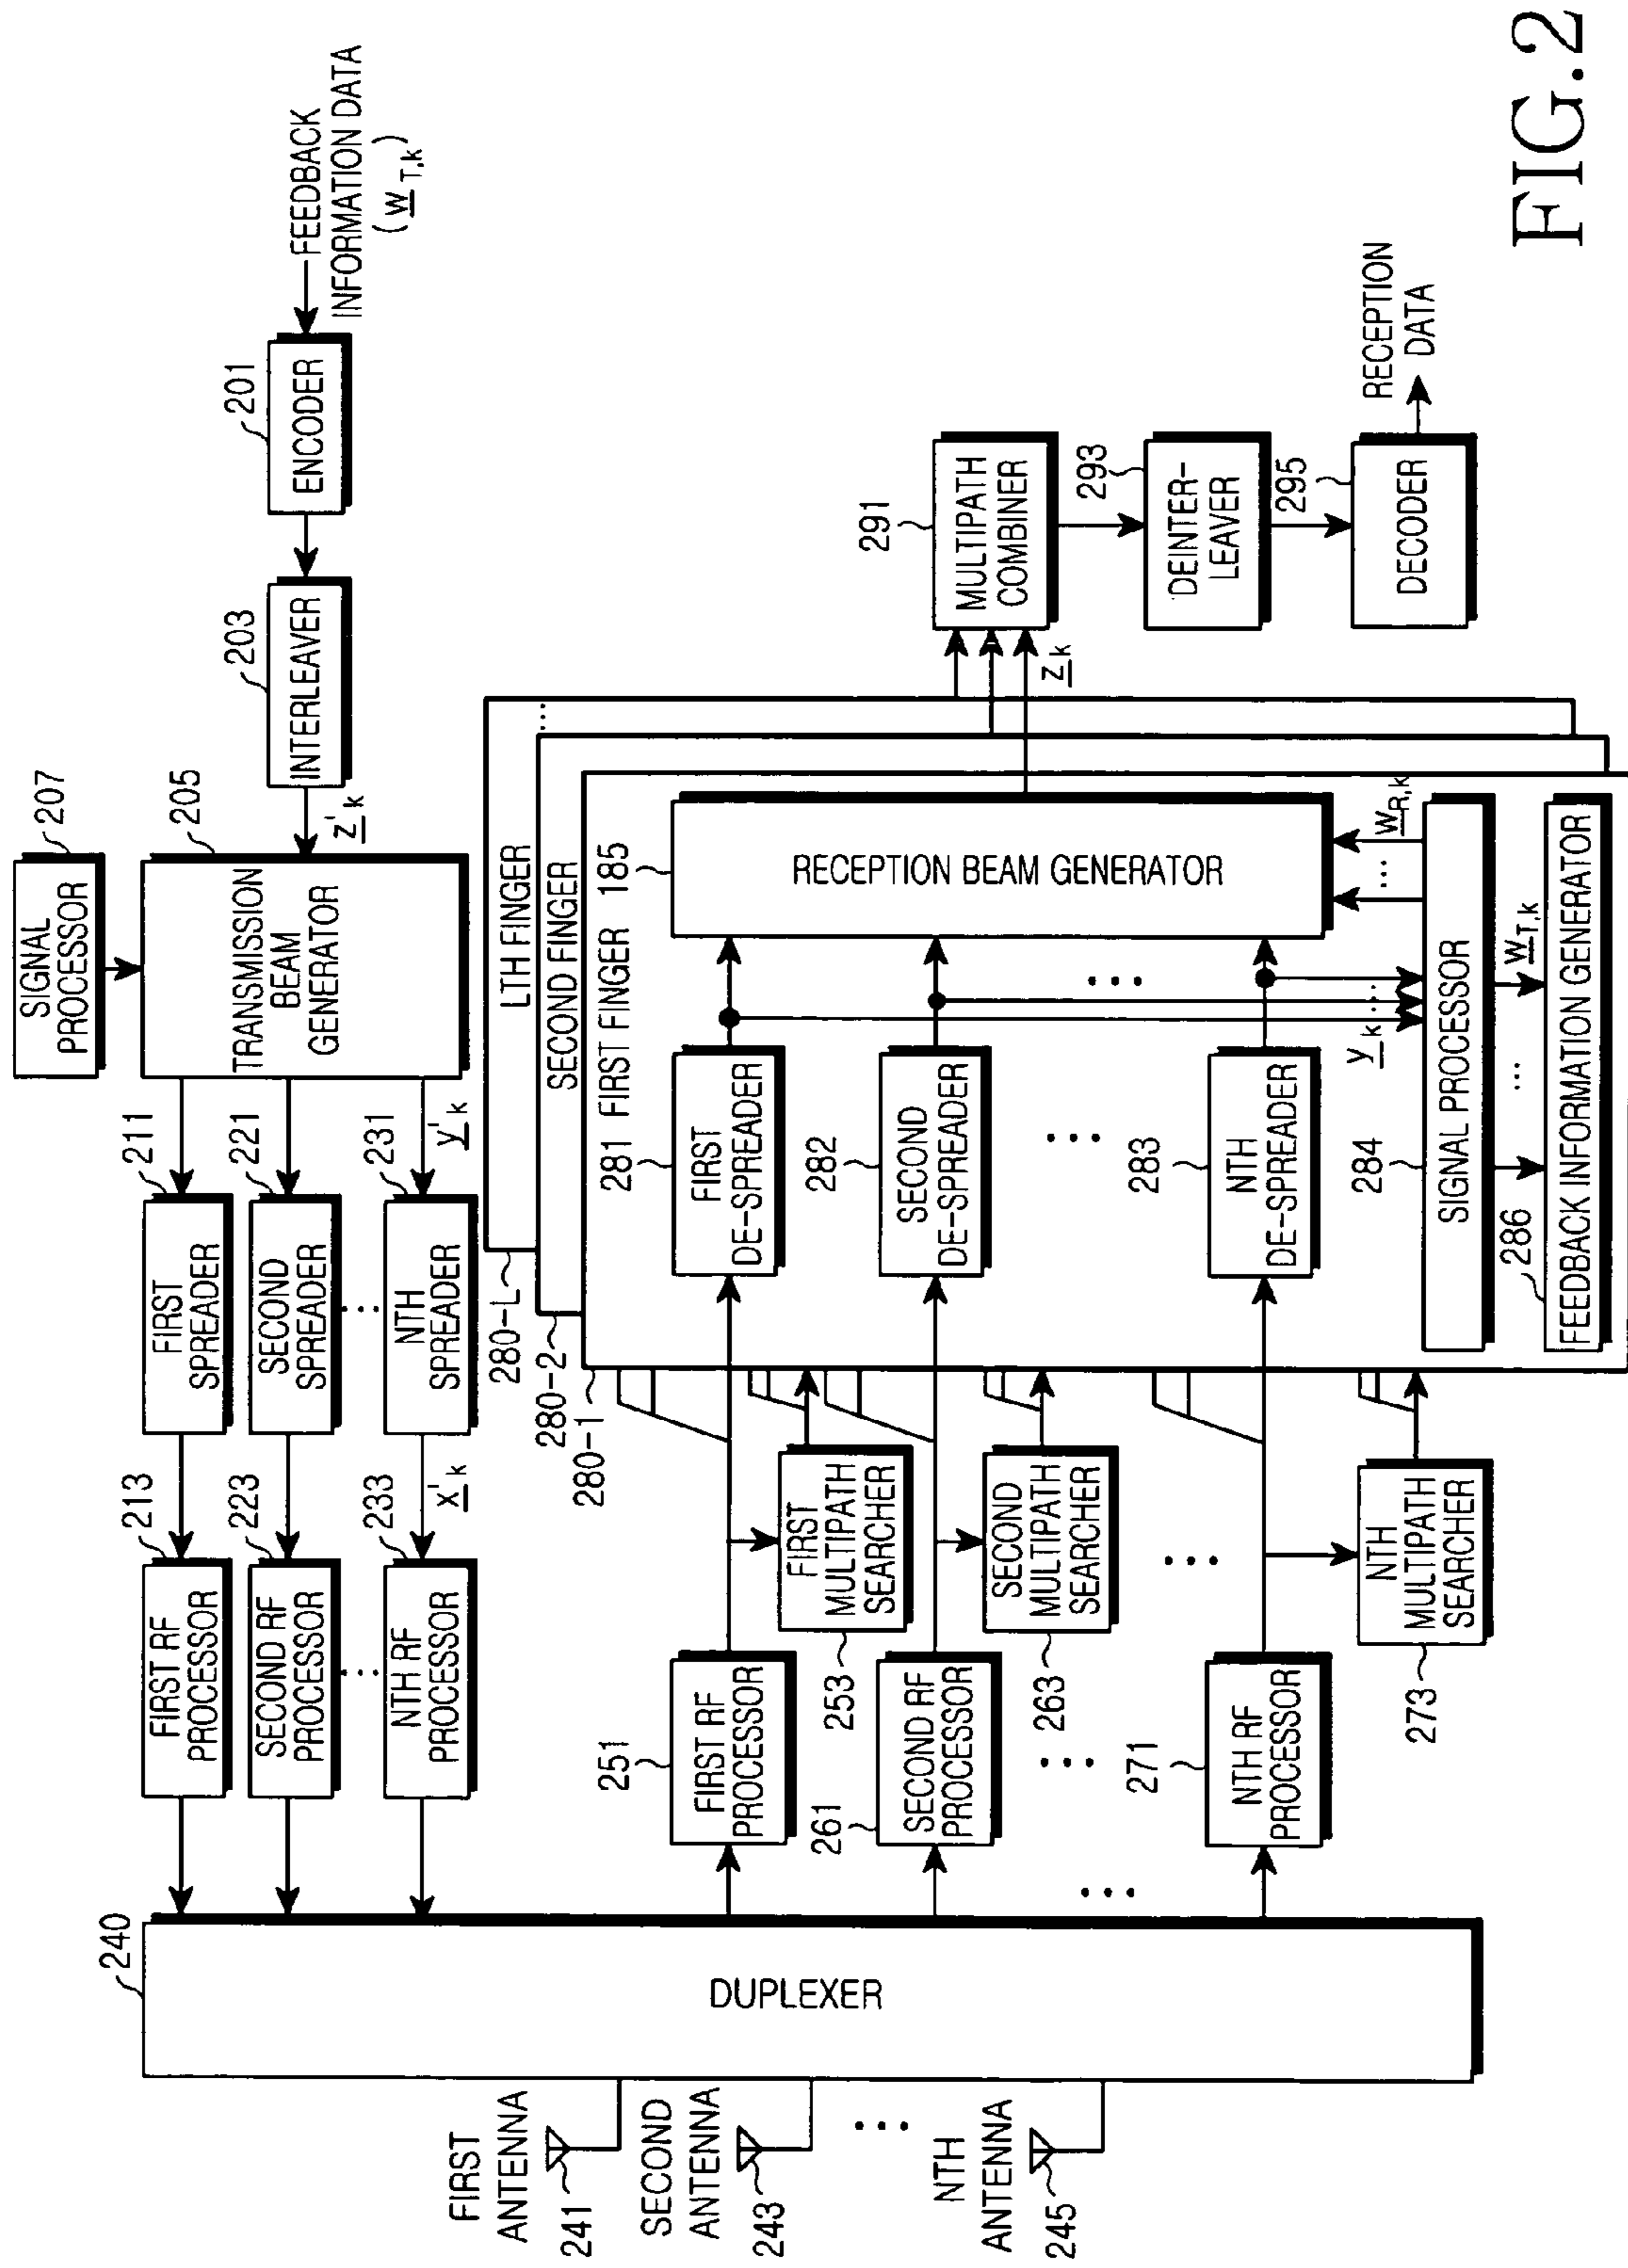 FIRST
ANTENNA
241
SECOND
ANTENNA
243
...
NTH
ANTENNA
245
240
DUPLEXER
213
FIRST RF
PROCESSOR
223
SECOND RF
PROCESSOR
...
233
NTH RF
PROCESSOR
x'k
211
FIRST
SPREADER
221
SECOND
SPREADER
...
231
NTH
SPREADER
y'k
207
SIGNAL
PROCESSOR
205
TRANSMISSION
BEAM
GENERATOR
z'k
203
INTERLEAVER
201
ENCODER
FEEDBACK
INFORMATION DATA
(wT,k)
251
FIRST RF
PROCESSOR
253
FIRST
MULTIPATH
SEARCHER
261
SECOND RF
PROCESSOR
263
SECOND
MULTIPATH
SEARCHER
...
...
...
271
NTH RF
PROCESSOR
273
NTH
MULTIPATH
SEARCHER
280-L
280-2
280-1
LTH FINGER
...
SECOND FINGER
FIRST FINGER
281
FIRST
DE-SPREADER
282
SECOND
DE-SPREADER
...
283
NTH
DE-SPREADER
185
RECEPTION BEAM GENERATOR
...
yk
...
wR,k
...
284
SIGNAL PROCESSOR
wT,k
...
286
FEEDBACK INFORMATION GENERATOR
zk
291
MULTIPATH
COMBINER
293
DEINTER-
LEAVER
295
DECODER
RECEPTION
DATA
FIG.2